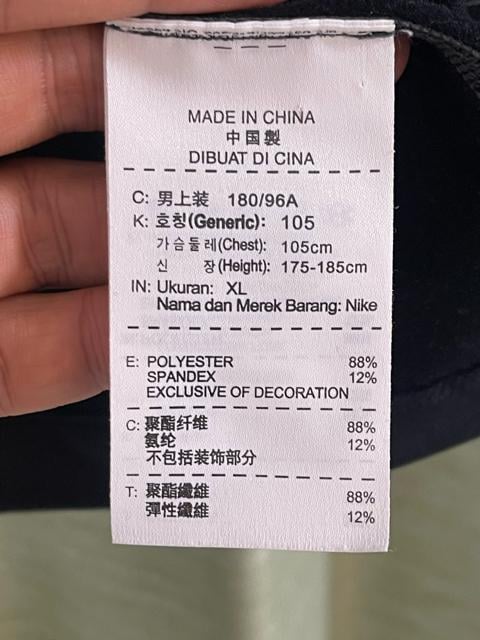 MADE IN CHINA
中国製
DIBUAT DI CINA
C: 男上装 180/96A
K: 호칭(Generic): 105
가슴둘레(Chest): 105cm
신 장(Height): 175-185cm
IN: Ukuran: XL
Nama dan Merek Barang: Nike
E: POLYESTER 88%
SPANDEX 12%
EXCLUSIVE OF DECORATION
C: 聚酯纤维 88%
氨纶 12%
不包括装饰部分
T: 聚酯纖維 88%
彈性纖維 12%